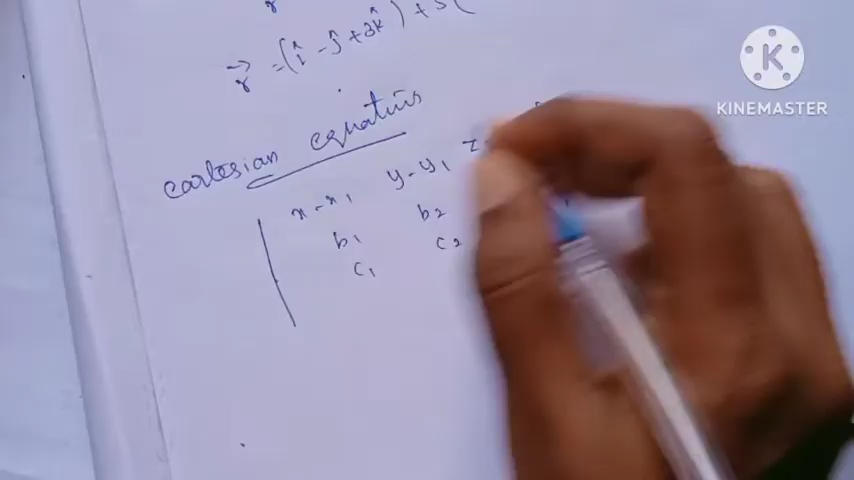 r
r⃗ = (î - ĵ + 3k̂) + s(
cartesian equations
x - x₁ y - y₁ z
b₁ b₂
c₁ c₂
KINEMASTER